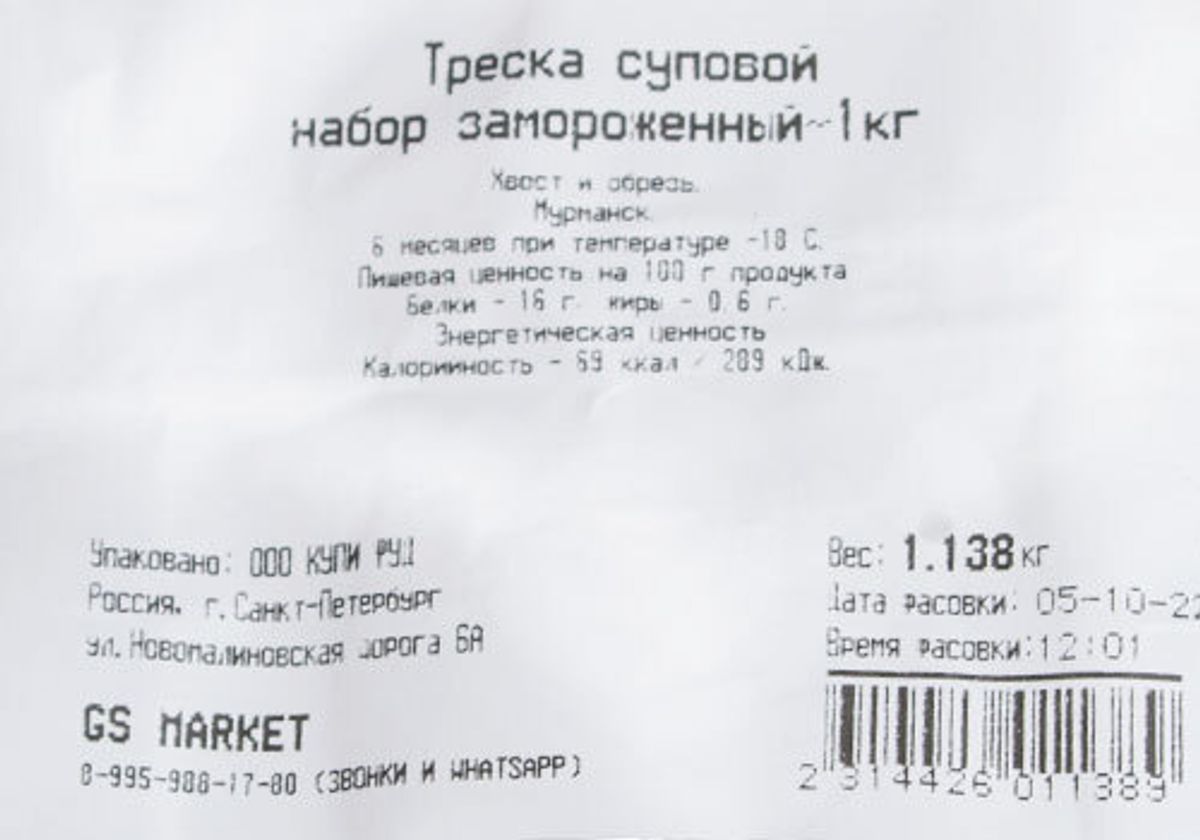 Треска суповой
набор замороженный~1кг
Хвост и обрезь.
Мурманск.
6 месяцев при температуре -18 С.
Пищевая ценность на 100 г продукта
Белки - 16 г. жиры - 0,6 г.
Энергетическая ценность
Калорийность - 69 ккал / 289 кДж.
Упаковано: ООО КУПИ РУД
Россия, г.Санкт-Петербург
ул.Новомалиновская дорога 6А
GS MARKET
8-995-988-17-80 (ЗВОНКИ И WHATSAPP)
Вес: 1.138кг
Дата фасовки: 05-10-22
Время фасовки:12:01
2 314426 011389